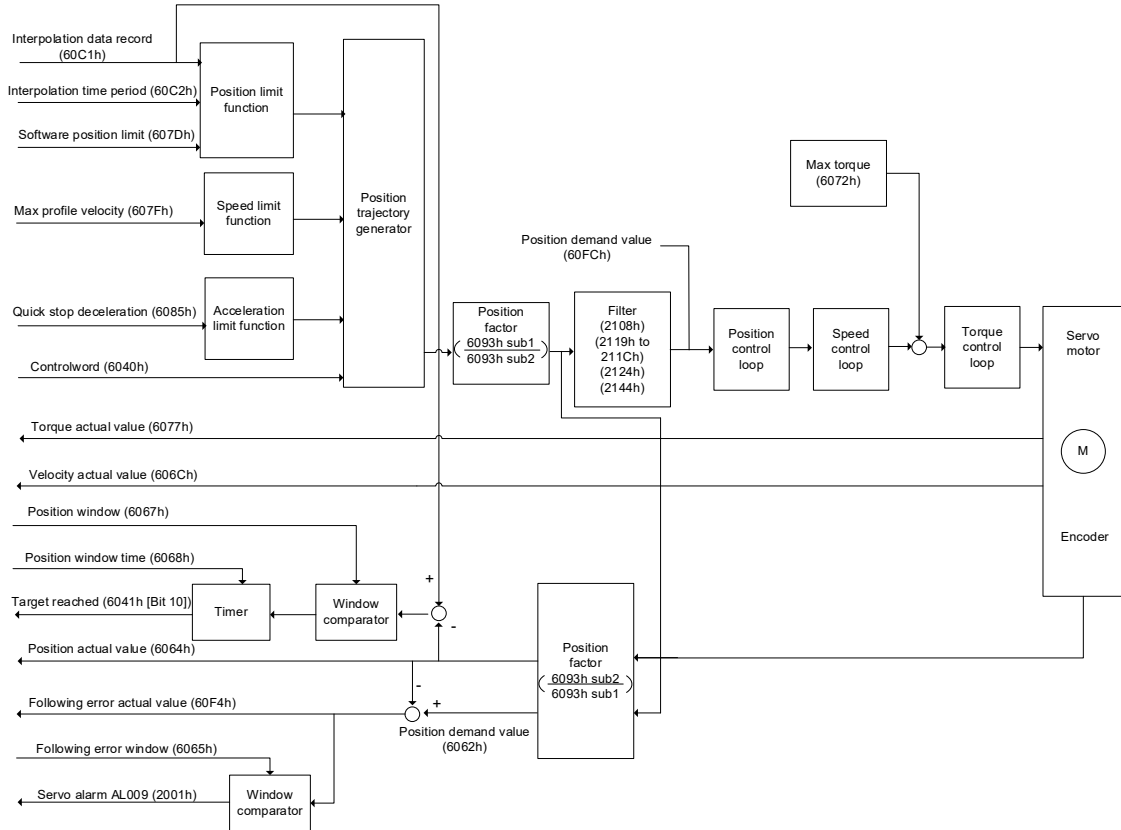 Interpolation data record
(60C1h)
Interpolation time period (60C2h)
Software position limit (607Dh)
Position limit
function
Max profile velocity (607Fh)
Speed limit
function
Quick stop deceleration (6085h)
Acceleration
limit function
Controlword (6040h)
Position
trajectory
generator
Position
factor
( 6093h sub1 )
6093h sub2
Filter
(2108h)
(2119h to
211Ch)
(2124h)
(2144h)
Position demand value
(60FCh)
Position
control
loop
Speed
control
loop
Max torque
(6072h)
Torque
control
loop
Servo
motor
M
Encoder
Torque actual value (6077h)
Velocity actual value (606Ch)
Position window (6067h)
Position window time (6068h)
Target reached (6041h [Bit 10])
Timer
Window
comparator
+
-
Position actual value (6064h)
Position
factor
( 6093h sub2 )
6093h sub1
-
+
Following error actual value (60F4h)
Position demand value
(6062h)
Following error window (6065h)
Servo alarm AL009 (2001h)
Window
comparator